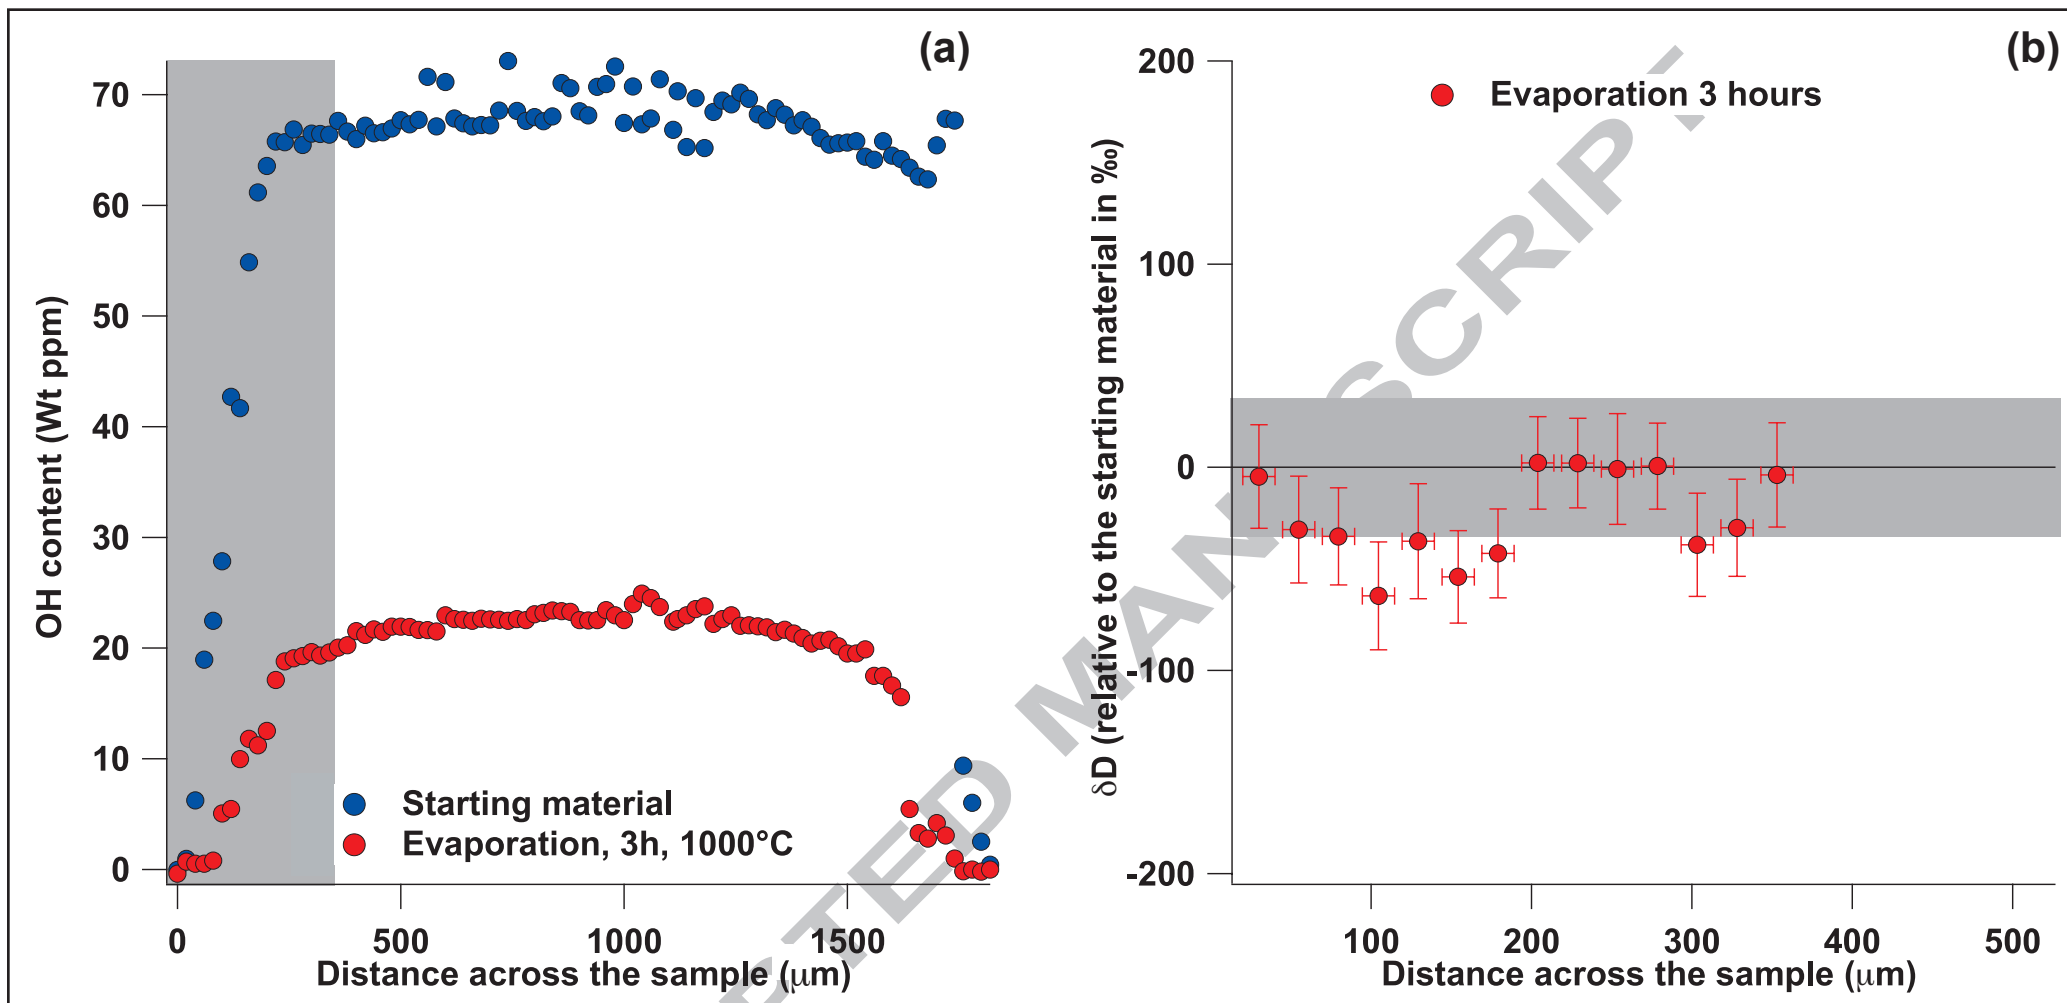 (a)
70
60
50
40
30
20
10
0
OH content (Wt ppm)
Starting material
Evaporation, 3h, 1000°C
0
500
1000
1500
Distance across the sample (μm)
(b)
200
100
0
-100
-200
δD (relative to the starting material in ‰)
Evaporation 3 hours
100
200
300
400
500
Distance across the sample (μm)
PTED MANUSCRIPT